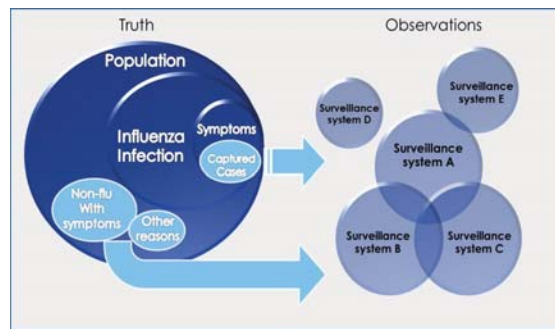 Truth
Population
Influenza
Infection
Symptoms
Captured
Cases
Non-flu
With
symptoms
Other
reasons
Observations
Surveillance
system D
Surveillance
system E
Surveillance
system A
Surveillance
system B
Surveillance
system C